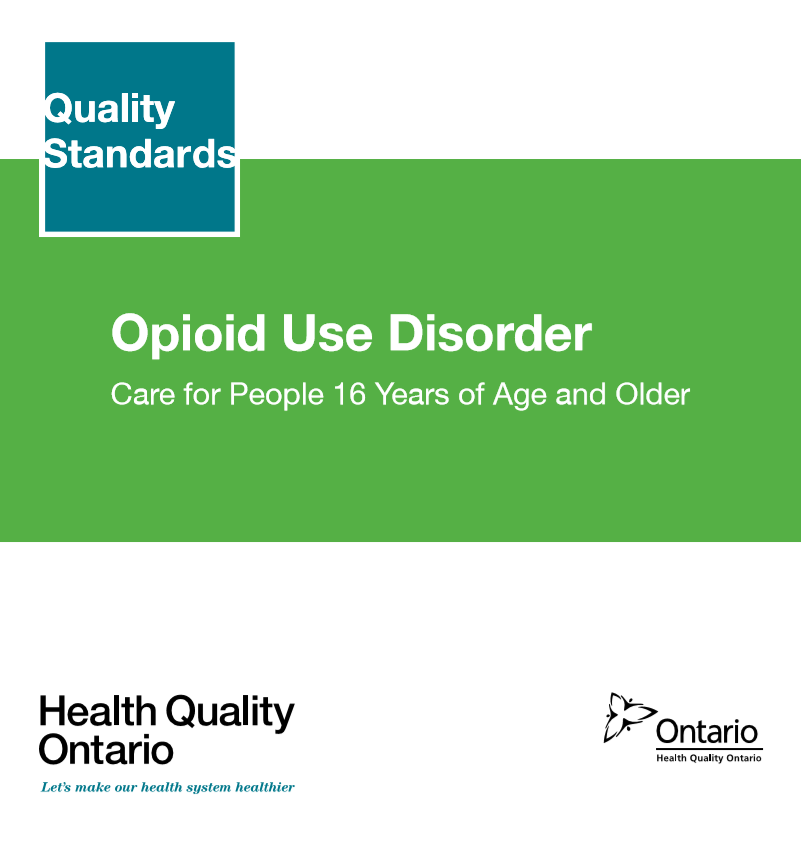 Quality
Standards
Opioid Use Disorder
Care for People 16 Years of Age and Older
Health Quality
Ontario
Let's make our health system healthier
Ontario
Health Quality Ontario